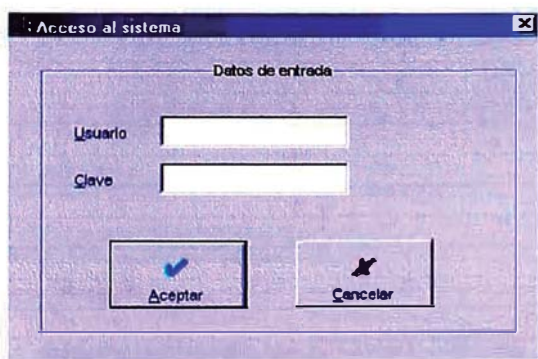 Acceso al sistema
Datos de entrada
Usuario
Clave
Aceptar
Cancelar